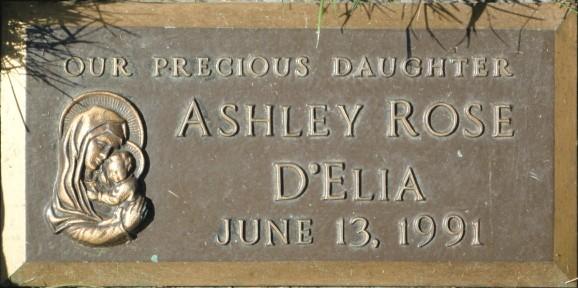 OUR PRECIOUS DAUGHTER
ASHLEY ROSE
D'ELIA
JUNE 13, 1991